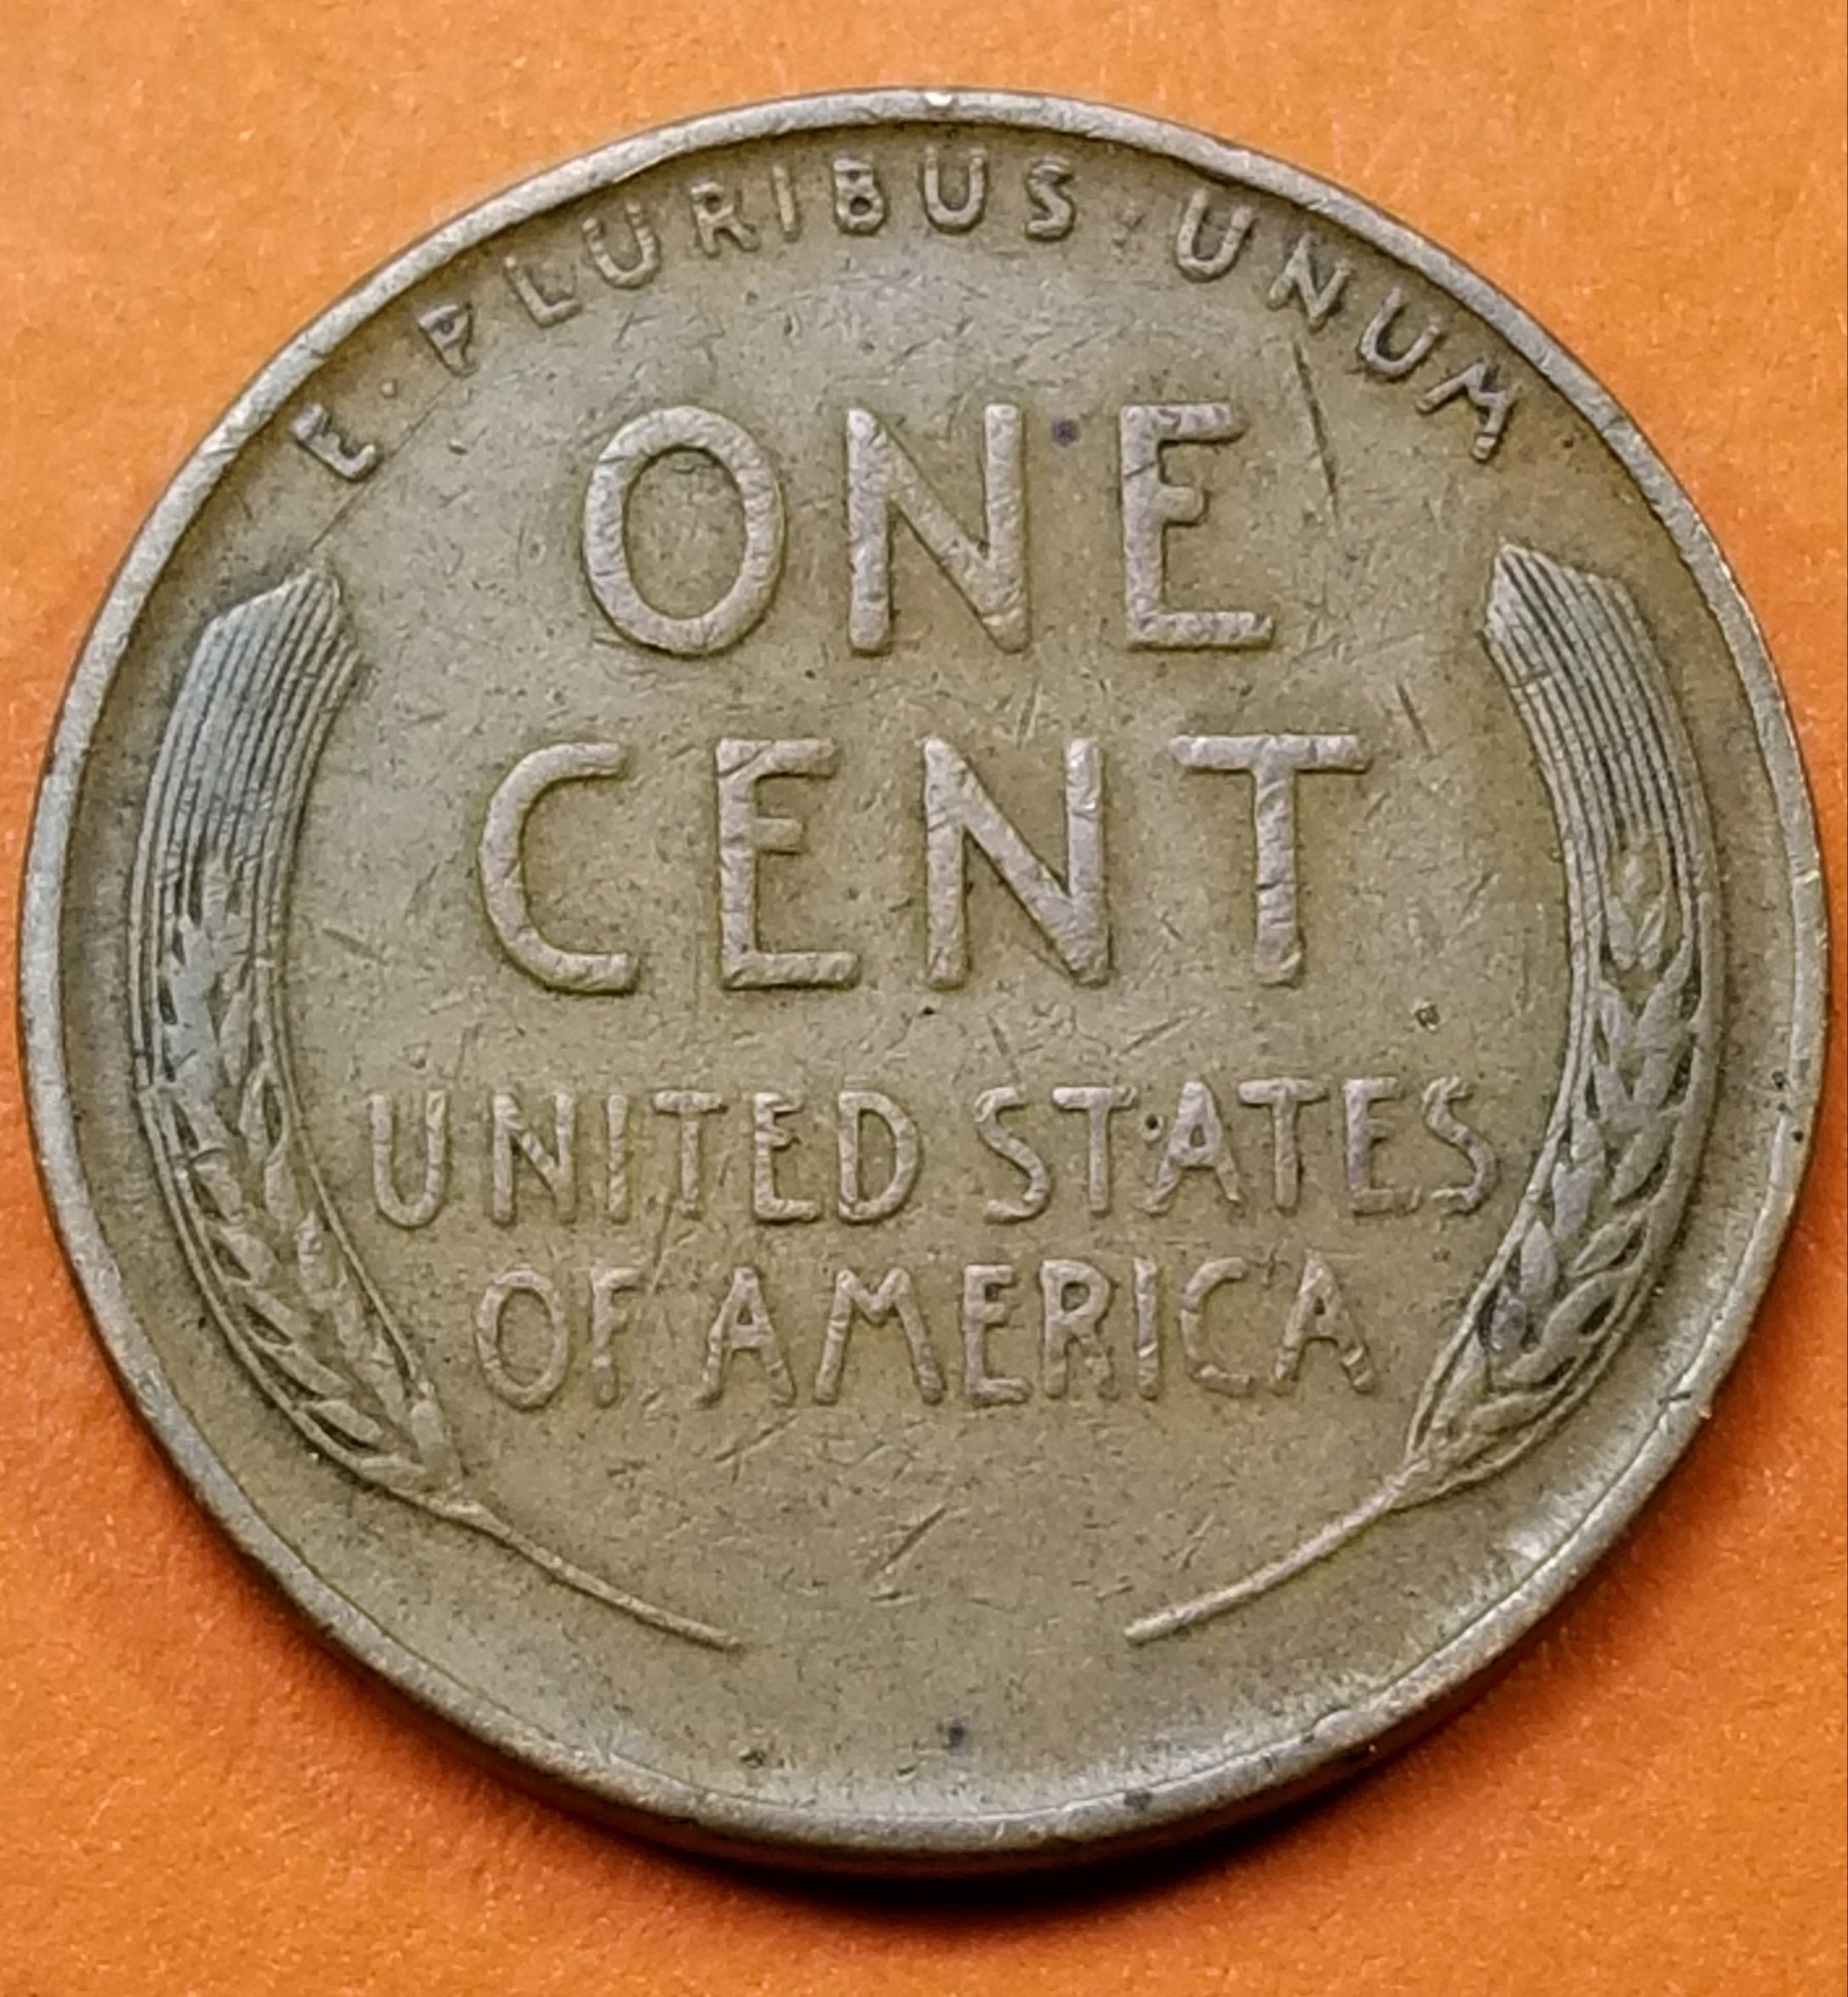 E · PLURIBUS · UNUM
ONE
CENT
UNITED STATES
OF AMERICA